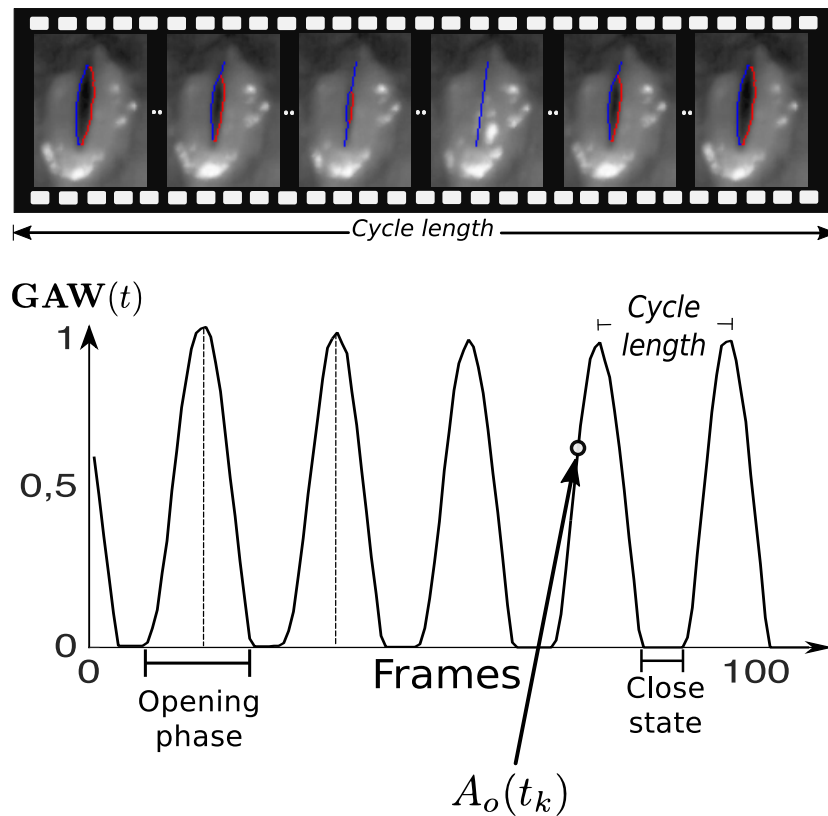 Cycle length
GAW(t)
Cycle
length
1
0,5
0
0
Frames
100
Opening
phase
Close
state
A_o(t_k)